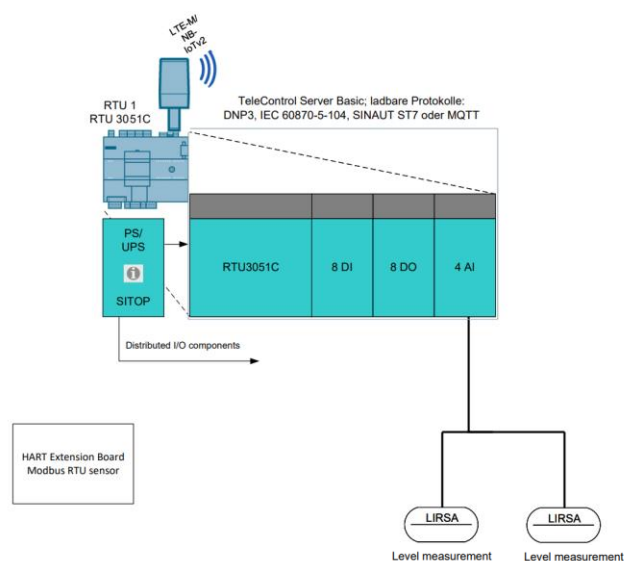 LTE-M/
NB-
IoTv2
RTU 1
RTU 3051C
TeleControl Server Basic; ladbare Protokolle:
DNP3, IEC 60870-5-104, SINAUT ST7 oder MQTT
PS/
UPS
SITOP
RTU3051C
8 DI
8 DO
4 AI
Distributed I/O components
HART Extension Board
Modbus RTU sensor
LIRSA
LIRSA
Level measurement
Level measurement